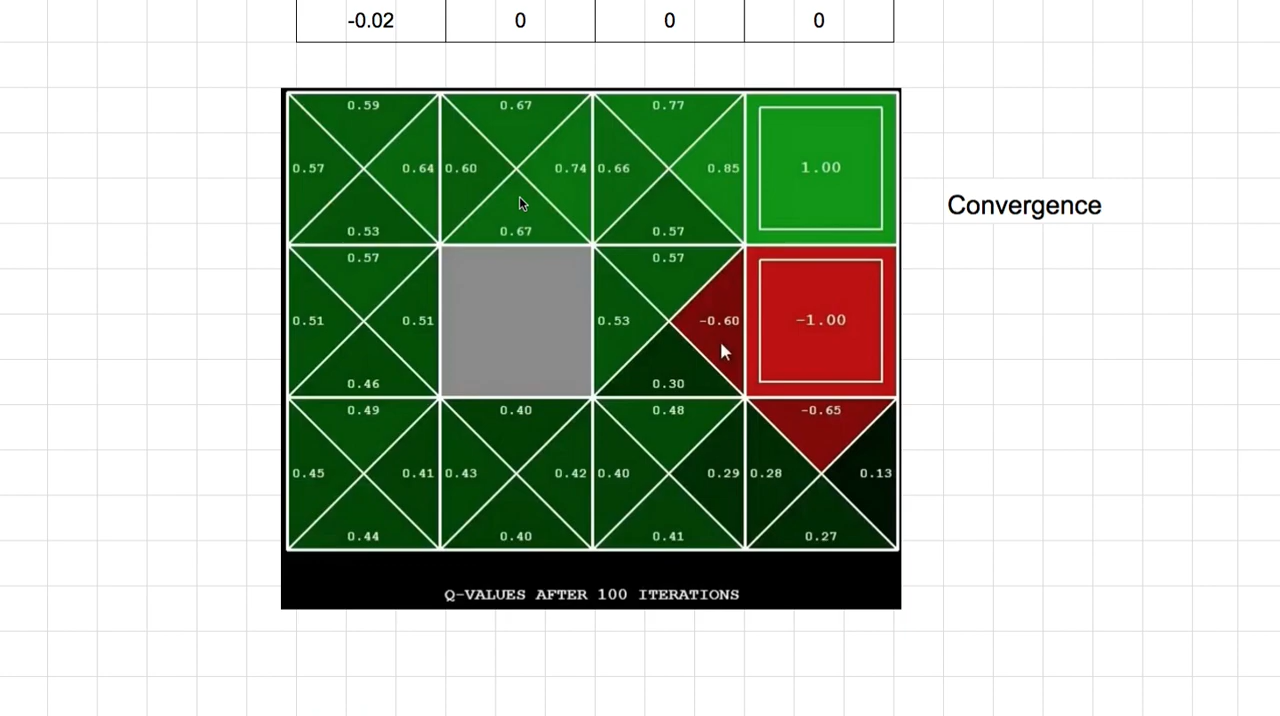 -0.02 0 0 0
0.59 0.67 0.77
0.57 0.64 0.60 0.74 0.66 0.85 1.00
0.53 0.67 0.57
Convergence
0.57 0.57
0.51 0.51 0.53 -0.60 -1.00
0.46 0.30
0.49 0.40 0.48 -0.65
0.45 0.41 0.43 0.42 0.40 0.29 0.28 0.13
0.44 0.40 0.41 0.27
Q-VALUES AFTER 100 ITERATIONS